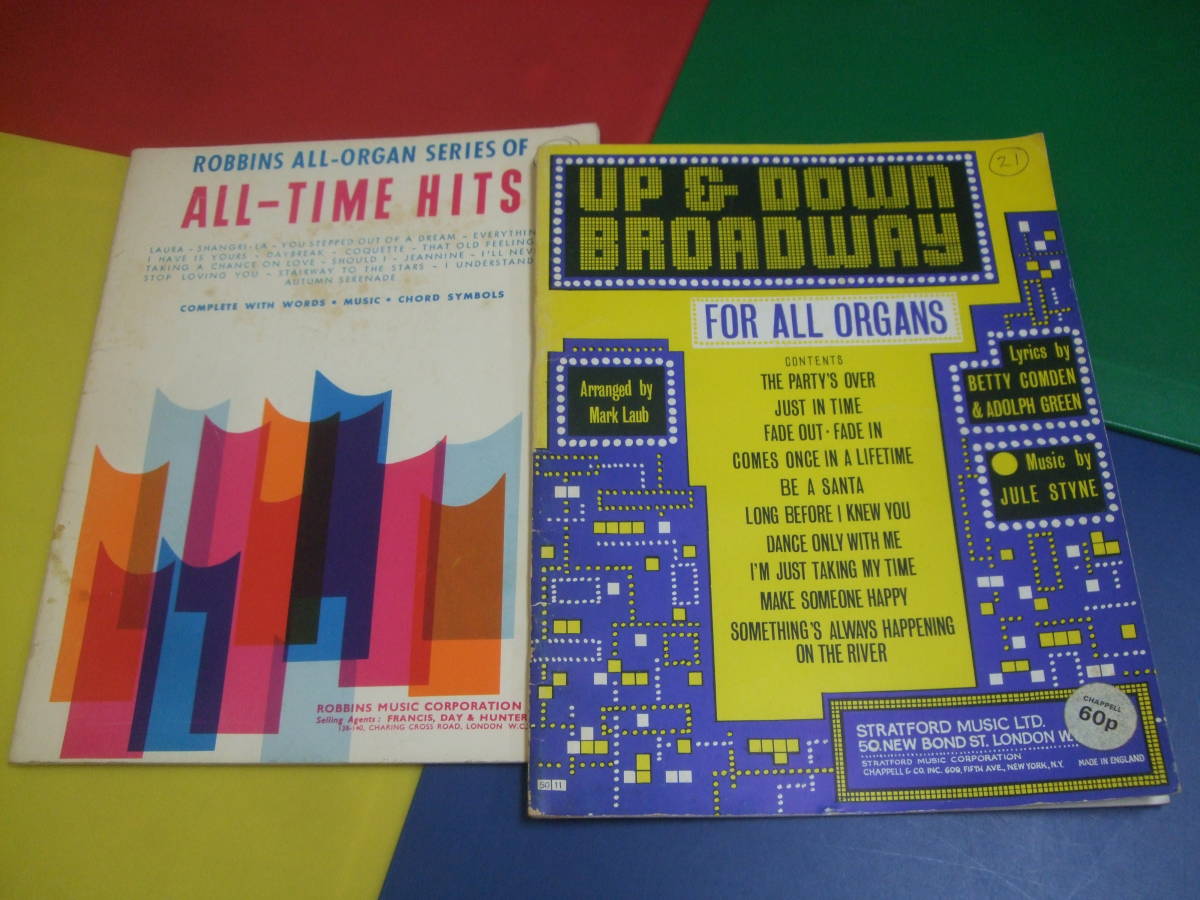 ROBBINS ALL-ORGAN SERIES OF
ALL-TIME HITS
LAURA - SHANGRI-LA - YOU STEPPED OUT OF A DREAM - EVERYTHIN
I HAVE IS YOURS - DAYBREAK - COQUETTE - THAT OLD FEELING
TAKING A CHANCE ON LOVE - SHOULD I - JEANNINE - I'LL NEV
STOP LOVING YOU - STAIRWAY TO THE STARS - I UNDERSTAND
AUTUMN SERENADE
COMPLETE WITH WORDS • MUSIC • CHORD SYMBOLS
ROBBINS MUSIC CORPORATION
Selling Agents: FRANCIS, DAY & HUNTER
138-140, CHARING CROSS ROAD, LONDON W.C.
21
UP & DOWN
BROADWAY
FOR ALL ORGANS
Arranged by
Mark Laub
CONTENTS
THE PARTY'S OVER
JUST IN TIME
FADE OUT • FADE IN
COMES ONCE IN A LIFETIME
BE A SANTA
LONG BEFORE I KNEW YOU
DANCE ONLY WITH ME
I'M JUST TAKING MY TIME
MAKE SOMEONE HAPPY
SOMETHING'S ALWAYS HAPPENING
ON THE RIVER
Lyrics by
BETTY COMDEN
& ADOLPH GREEN
Music by
JULE STYNE
CHAPPELL
60p
STRATFORD MUSIC LTD.
50, NEW BOND ST. LONDON W.
STRATFORD MUSIC CORPORATION
CHAPPELL & CO. INC. 609, FIFTH AVE., NEW YORK, N.Y.
MADE IN ENGLAND
SO 11